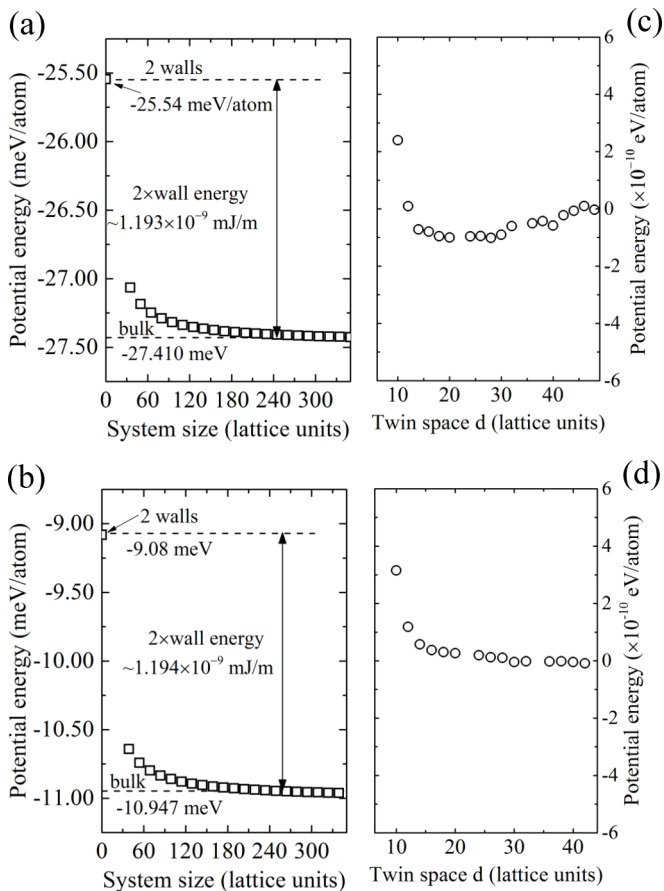 (a)
Potential energy (meV/atom)
-25.50
-26.00
-26.50
-27.00
-27.50
2 walls
-25.54 meV/atom
2×wall energy
~1.193×10⁻⁹ mJ/m
bulk
-27.410 meV
0 60 120 180 240 300
System size (lattice units)
(c)
6
4
2
0
-2
-4
-6
Potential energy (×10⁻¹⁰ eV/atom)
10 20 30 40
Twin space d (lattice units)
(b)
Potential energy (meV/atom)
-9.00
-9.50
-10.00
-10.50
-11.00
2 walls
-9.08 meV
2×wall energy
~1.194×10⁻⁹ mJ/m
bulk
-10.947 meV
0 60 120 180 240 300
System size (lattice units)
(d)
6
4
2
0
-2
-4
-6
Potential energy (×10⁻¹⁰ eV/atom)
10 20 30 40
Twin space d (lattice units)